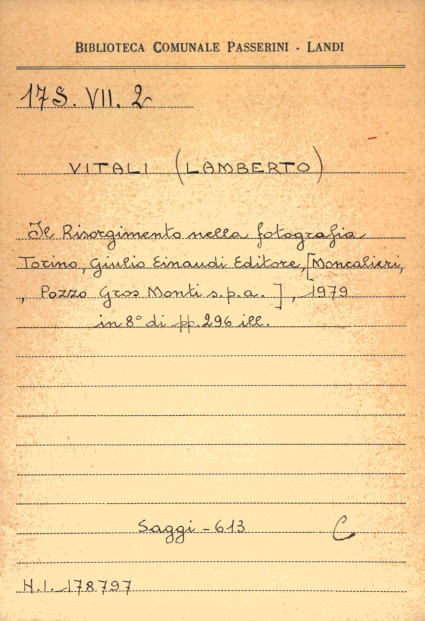 BIBLIOTECA COMUNALE PASSERINI - LANDI
17S. VII. 2
VITALI (LAMBERTO)
Il Risorgimento nella fotografia
Torino, Giulio Einaudi Editore, [Moncalieri,
, Pozzo Gros Monti s.p.a. ], 1979
in 8° di pp. 296 ill.
Saggi - 613 C
N.I. 178797